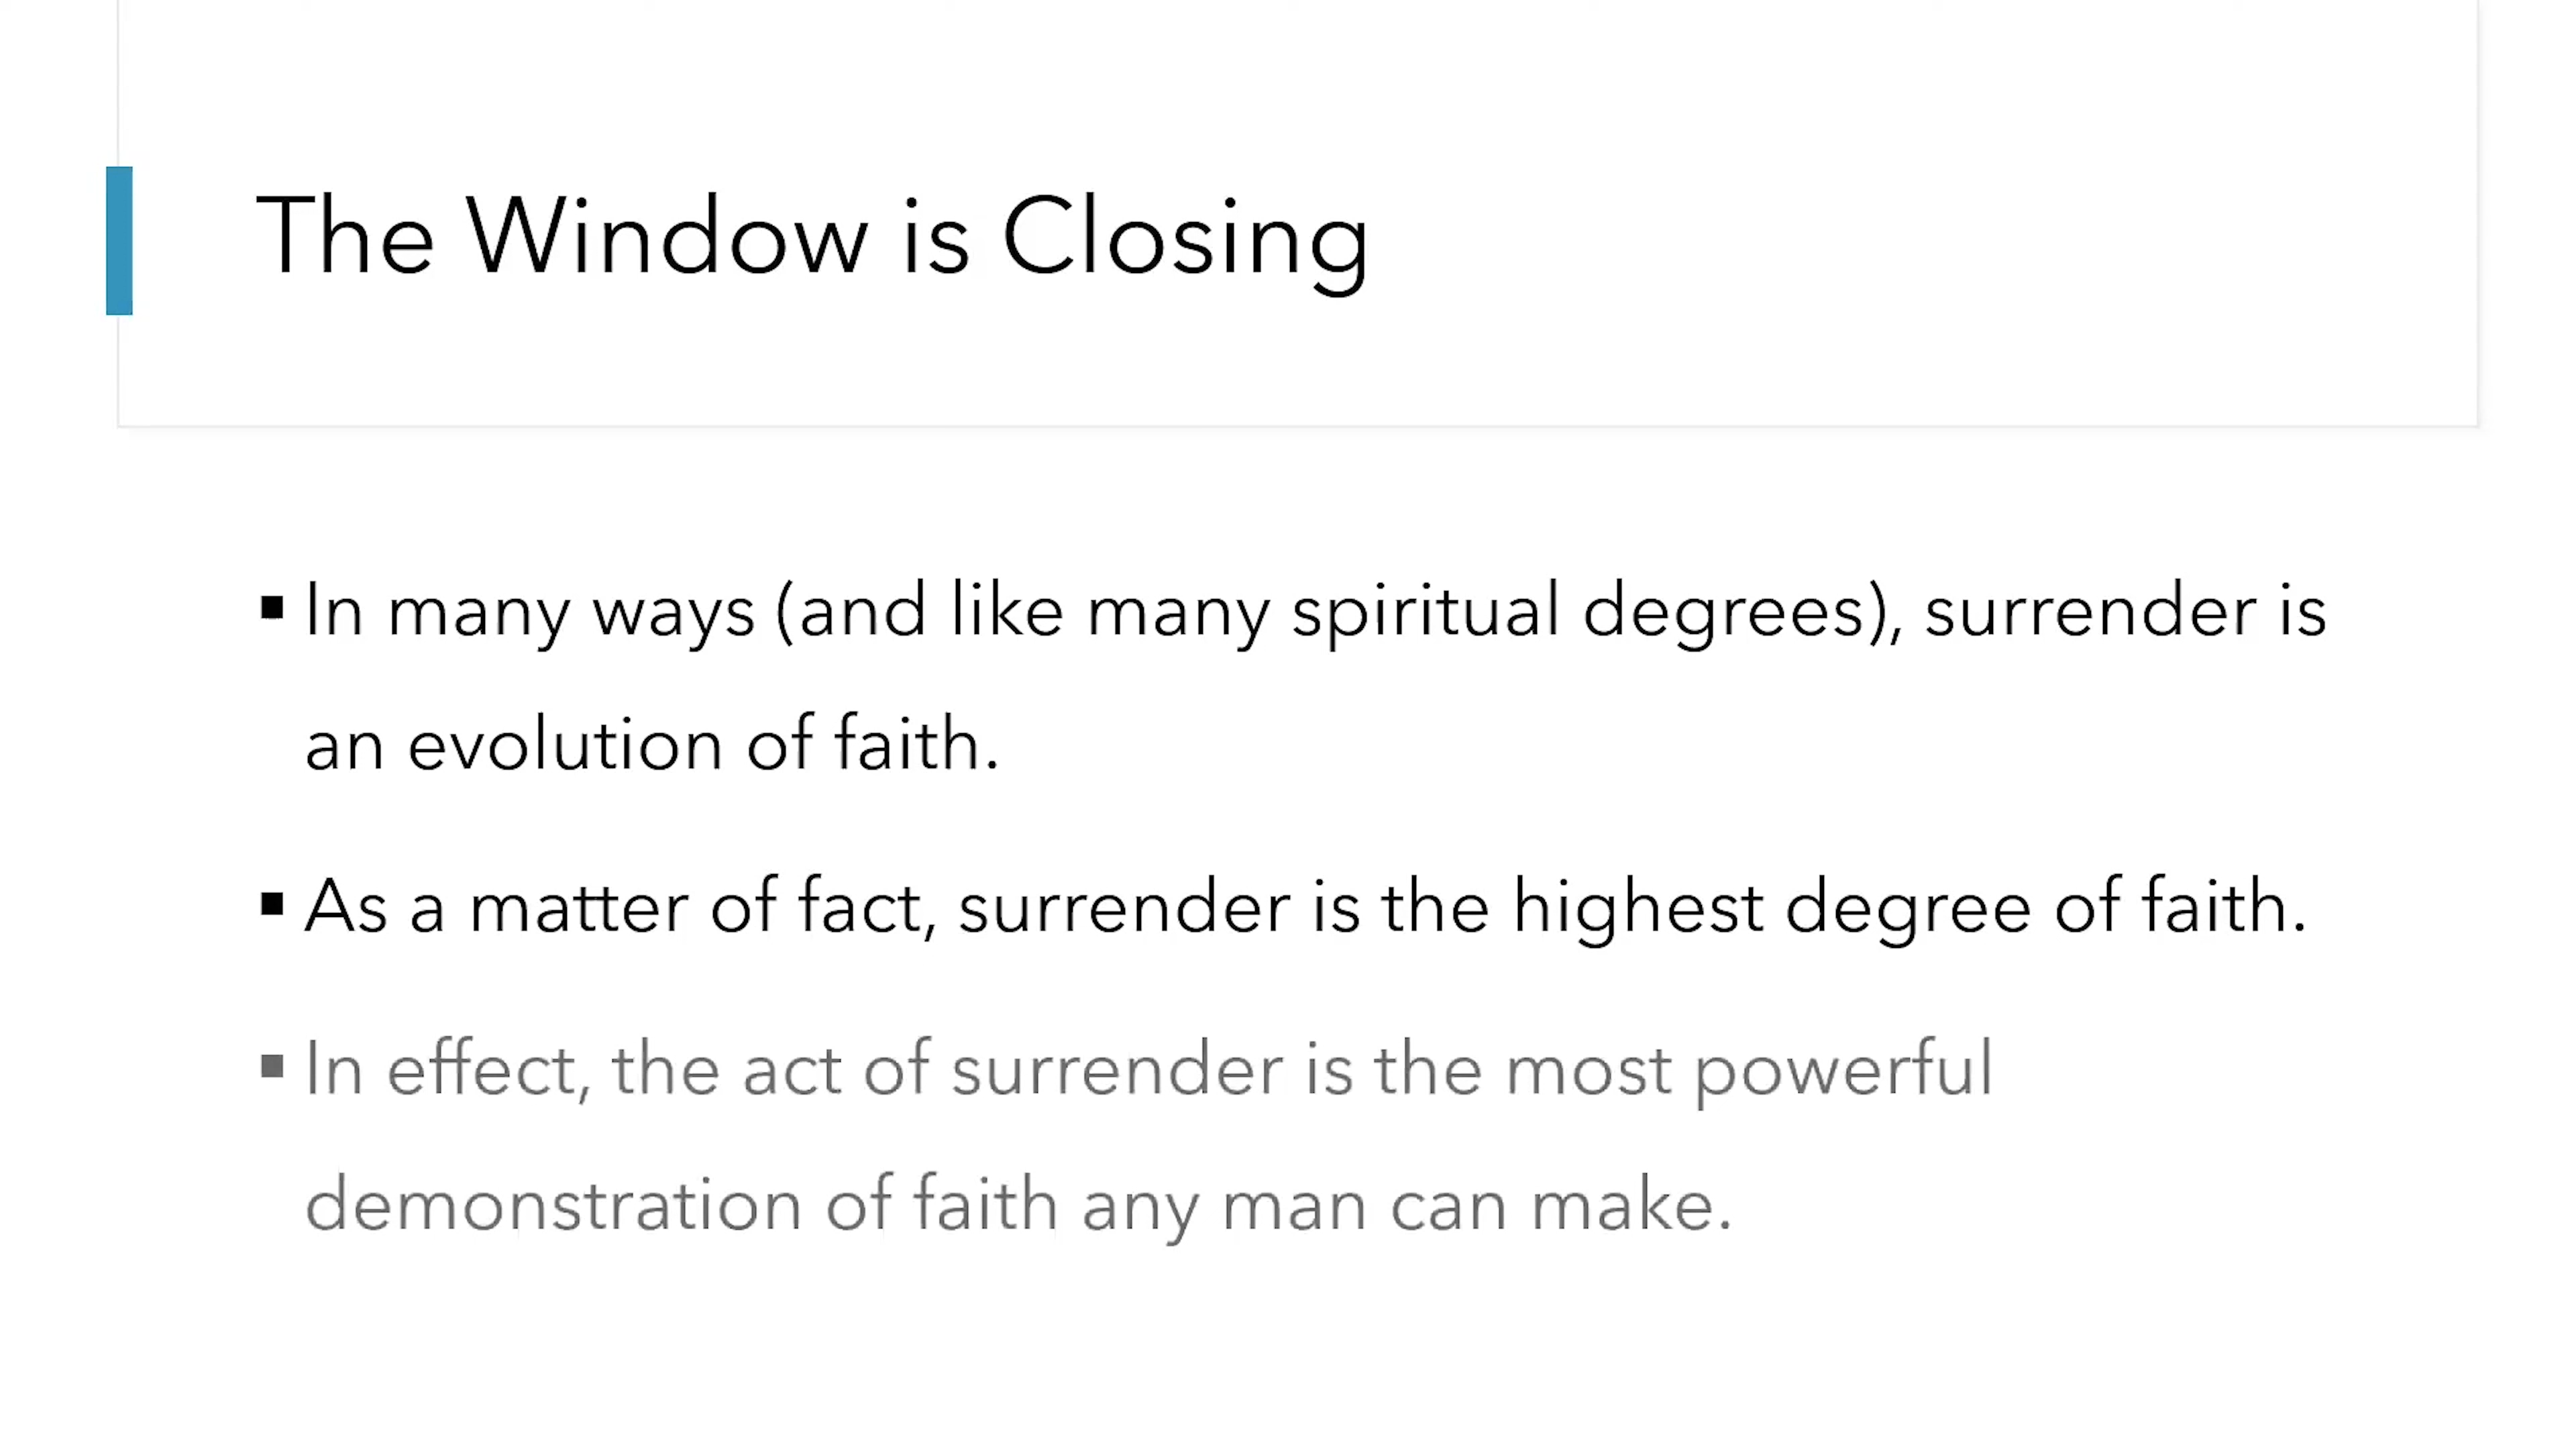 The Window is Closing
▪ In many ways (and like many spiritual degrees), surrender is
an evolution of faith.
▪ As a matter of fact, surrender is the highest degree of faith.
▪ In effect, the act of surrender is the most powerful
demonstration of faith any man can make.